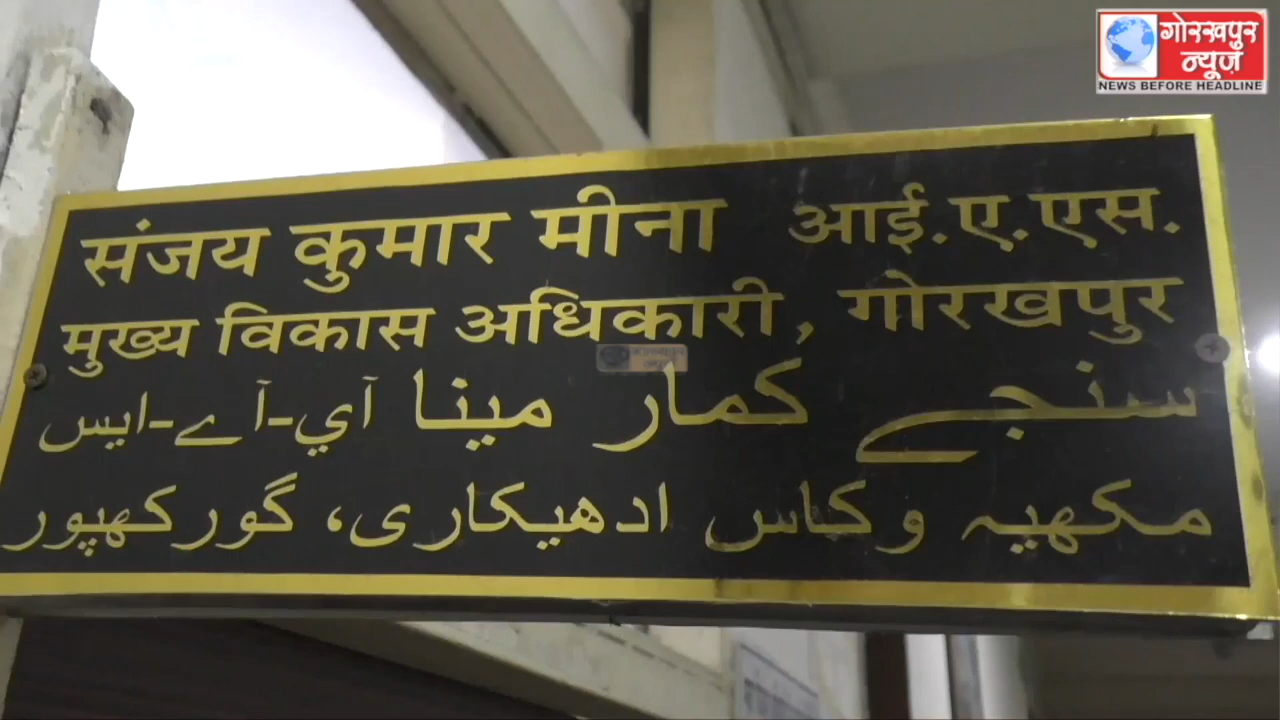 गोरखपुर
न्यूज़
NEWS BEFORE HEADLINE
संजय कुमार मीना आई.ए.एस.
मुख्य विकास अधिकारी, गोरखपुर
سنجے کمار مینا آي-آے-ایس
مکھیہ وکاس ادھیکاری، گورکھپور